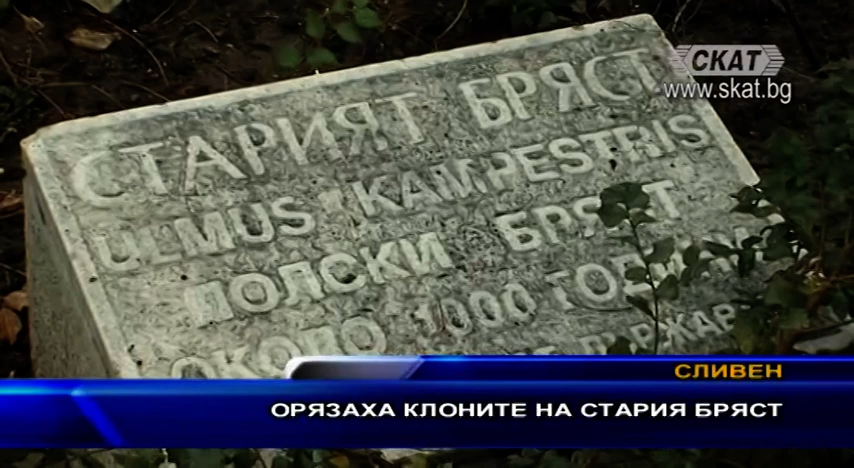 СКАТ
www.skat.bg
СТАРИЯТ БРЯСТ
ULMUS KAMPESTRIS
ПОЛСКИ БРЯСТ
ОКОЛО 1000 ГОДИНИ
СЛИВЕН
ОРЯЗАХА КЛОНИТЕ НА СТАРИЯ БРЯСТ